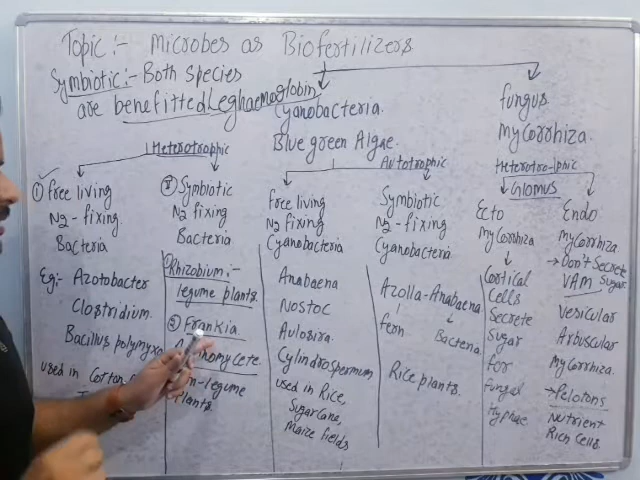 Topic :- Microbes as Biofertilizers
Symbiotic :- Both Species
are benefitted Leghaemoglobin
Heterotrophic
① Free living
N2-fixing
Bacteria
Eg:- Azotobacter
Clostridium
Bacillus polymyxa
used in Cotton
② Symbiotic
N2 fixing
Bacteria
① Rhizobium:-
legume plants.
② Frankia
legume
Plants.
Cyanobacteria
Blue green Algae
Autotrophic
Free living
N2 Fixing
Cyanobacteria
Anabaena
Nostoc
Aulosira
Cylindrospermum
used in Rice,
Sugarcane,
Maize fields
Symbiotic
N2-Fixing
Cyanobacteria
Azolla-Anabaena
fern
Bacteria
Rice plants.
fungus
Mycorrhiza
Heterotrophic
Glomus
Ecto
Mycorrhiza
Cortical
Cells
Secrete
Sugar
for
fungal
Hyphae
Endo
Mycorrhiza
→ Don't Secrete
Sugar
VAM
Vesicular
Arbuscular
Mycorrhiza.
→ Pelotons
Nutrient
Rich Cells.